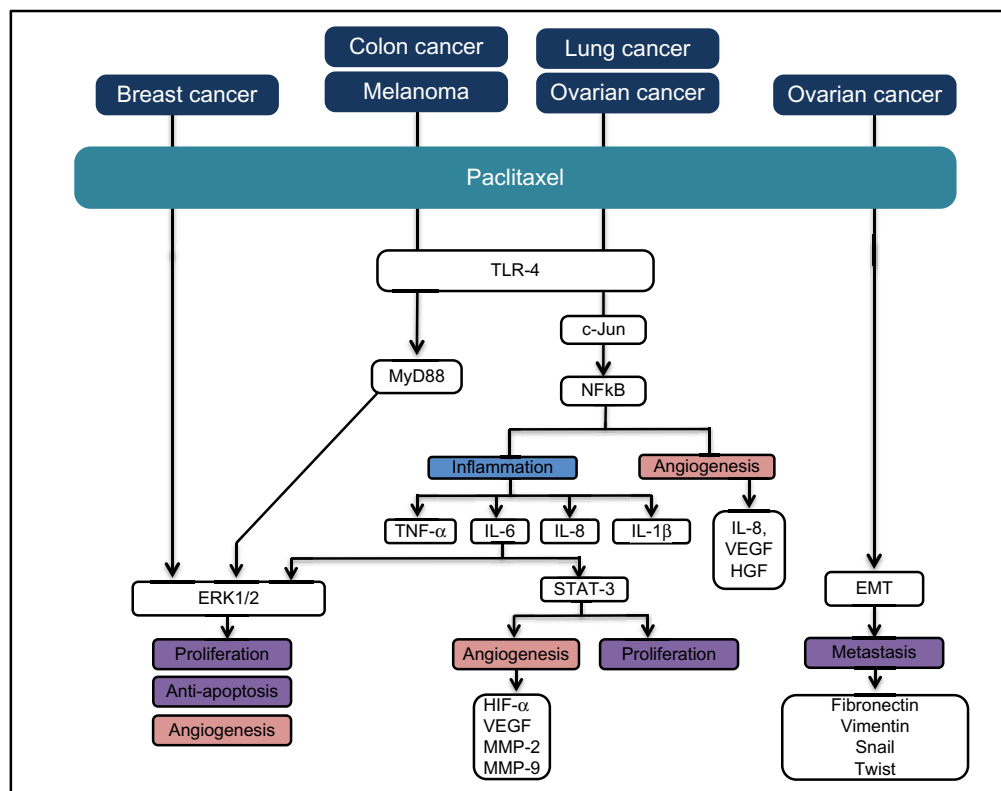 Colon cancer
Lung cancer
Breast cancer
Melanoma
Ovarian cancer
Ovarian cancer
Paclitaxel
TLR-4
c-Jun
MyD88
NFkB
Inflammation
Angiogenesis
TNF-α
IL-6
IL-8
IL-1β
IL-8,
VEGF
HGF
ERK1/2
STAT-3
EMT
Proliferation
Anti-apoptosis
Angiogenesis
Angiogenesis
Proliferation
Metastasis
HIF-α
VEGF
MMP-2
MMP-9
Fibronectin
Vimentin
Snail
Twist